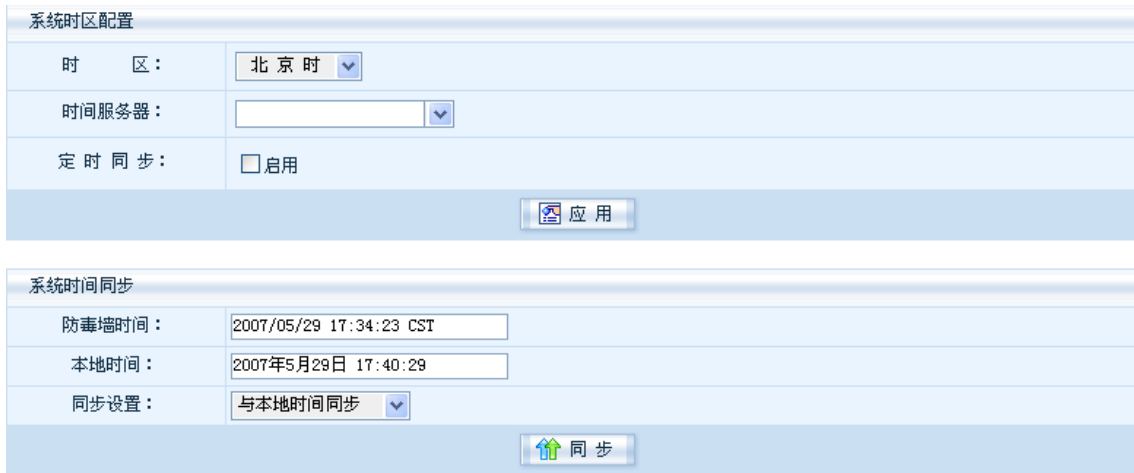 系统时区配置
时 区： 北 京 时
时间服务器：
定 时 同 步： 启用
应 用
系统时间同步
防毒墙时间： 2007/05/29 17:34:23 CST
本地时间： 2007年5月29日 17:40:29
同步设置： 与本地时间同步
同 步